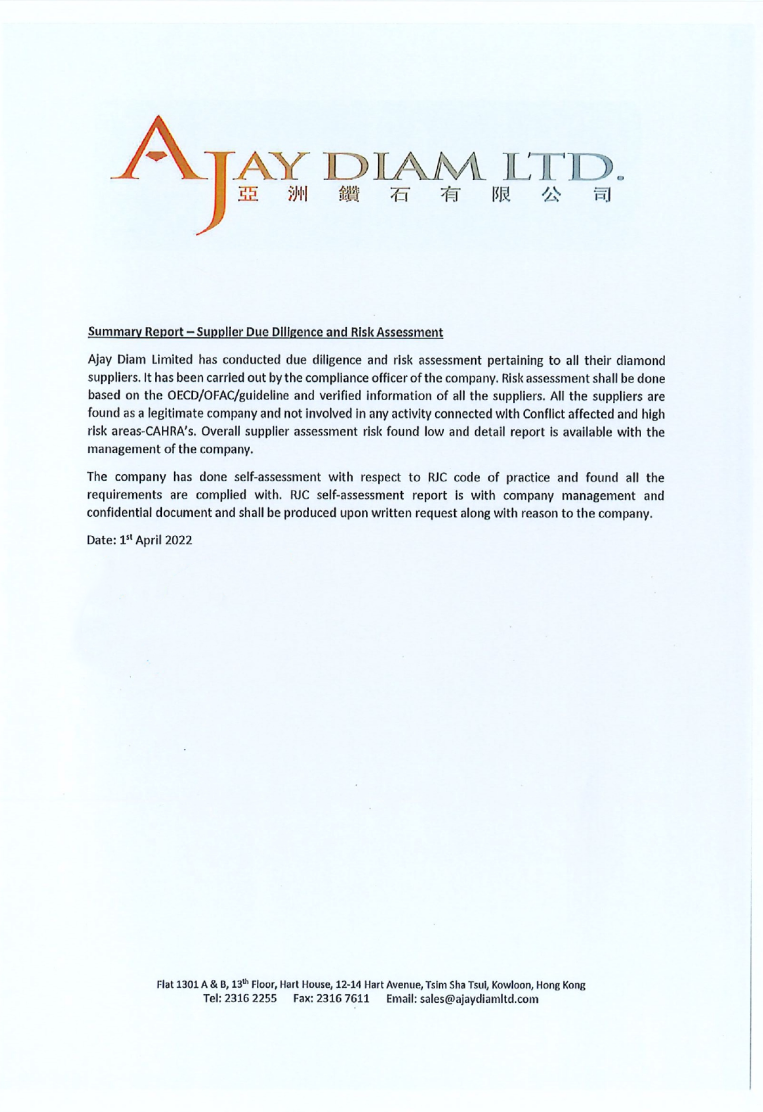 AJAY DIAM LTD.
亞洲鑽石有限公司
Summary Report – Supplier Due Diligence and Risk Assessment
Ajay Diam Limited has conducted due diligence and risk assessment pertaining to all their diamond
suppliers. It has been carried out by the compliance officer of the company. Risk assessment shall be done
based on the OECD/OFAC/guideline and verified information of all the suppliers. All the suppliers are
found as a legitimate company and not involved in any activity connected with Conflict affected and high
risk areas-CAHRA's. Overall supplier assessment risk found low and detail report is available with the
management of the company.
The company has done self-assessment with respect to RJC code of practice and found all the
requirements are complied with. RJC self-assessment report is with company management and
confidential document and shall be produced upon written request along with reason to the company.
Date: 1st April 2022
Flat 1301 A & B, 13th Floor, Hart House, 12-14 Hart Avenue, Tsim Sha Tsui, Kowloon, Hong Kong
Tel: 2316 2255 Fax: 2316 7611 Email: sales@ajaydiamltd.com